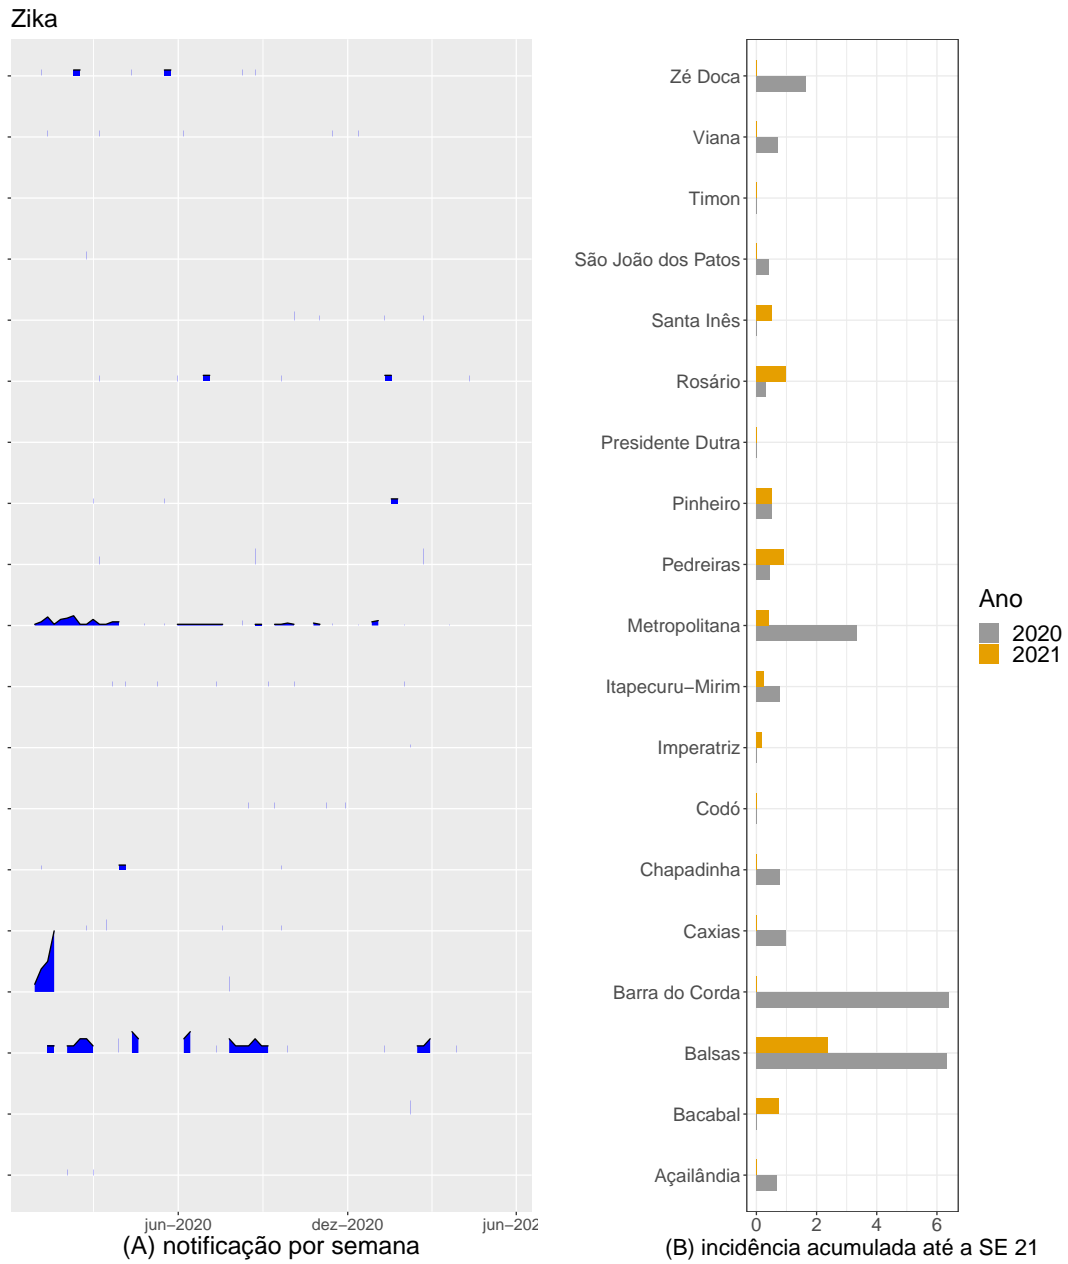 Zika
Zé Doca
Viana
Timon
São João dos Patos
Santa Inês
Rosário
Presidente Dutra
Pinheiro
Pedreiras
Metropolitana
Itapecuru−Mirim
Imperatriz
Codó
Chapadinha
Caxias
Barra do Corda
Balsas
Bacabal
Açailândia
Ano
2020
2021
jun−2020 dez−2020 jun−202
0 2 4 6
(A) notificação por semana
(B) incidência acumulada até a SE 21